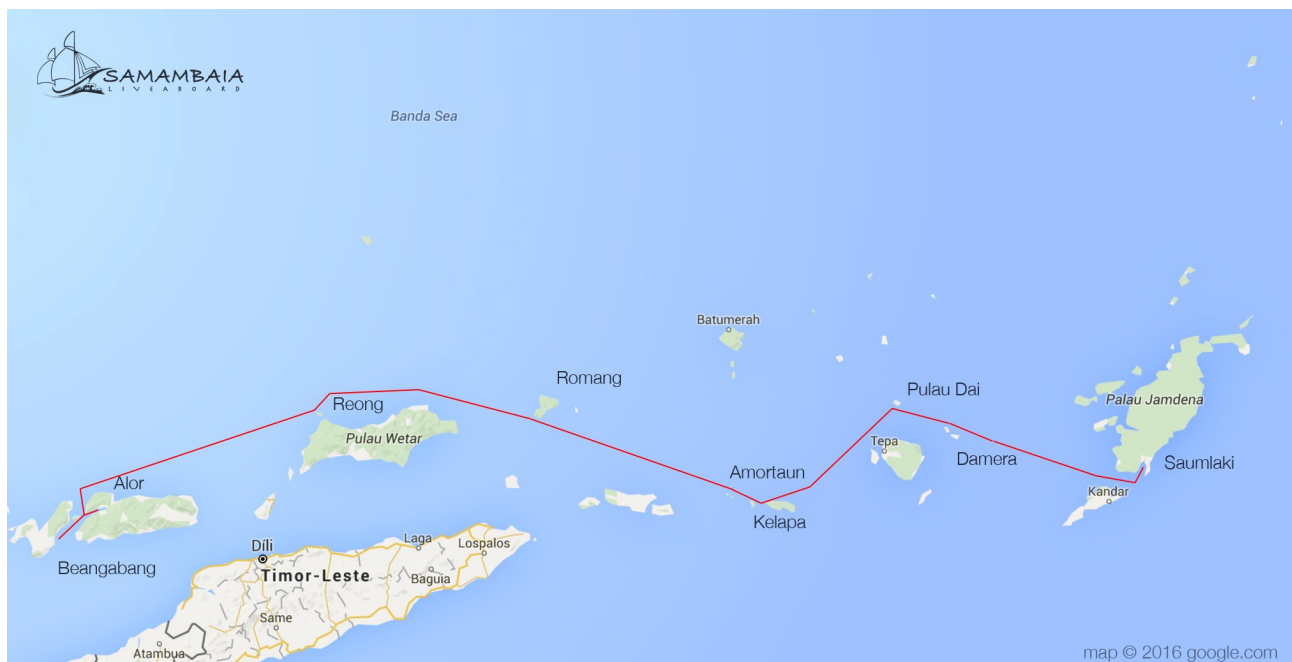 SAMAMBAIA
LIVEABOARD
Banda Sea
Batumerah
Romang
Pulau Dai
Reong
Palau Jamdena
Pulau Wetar
Tepa
Damera
Saumlaki
Amortaun
Alor
Kandar
Kelapa
Díli
Laga
Lospalos
Beangabang
Timor-Leste
Baguia
Same
Atambua
map © 2016 google.com